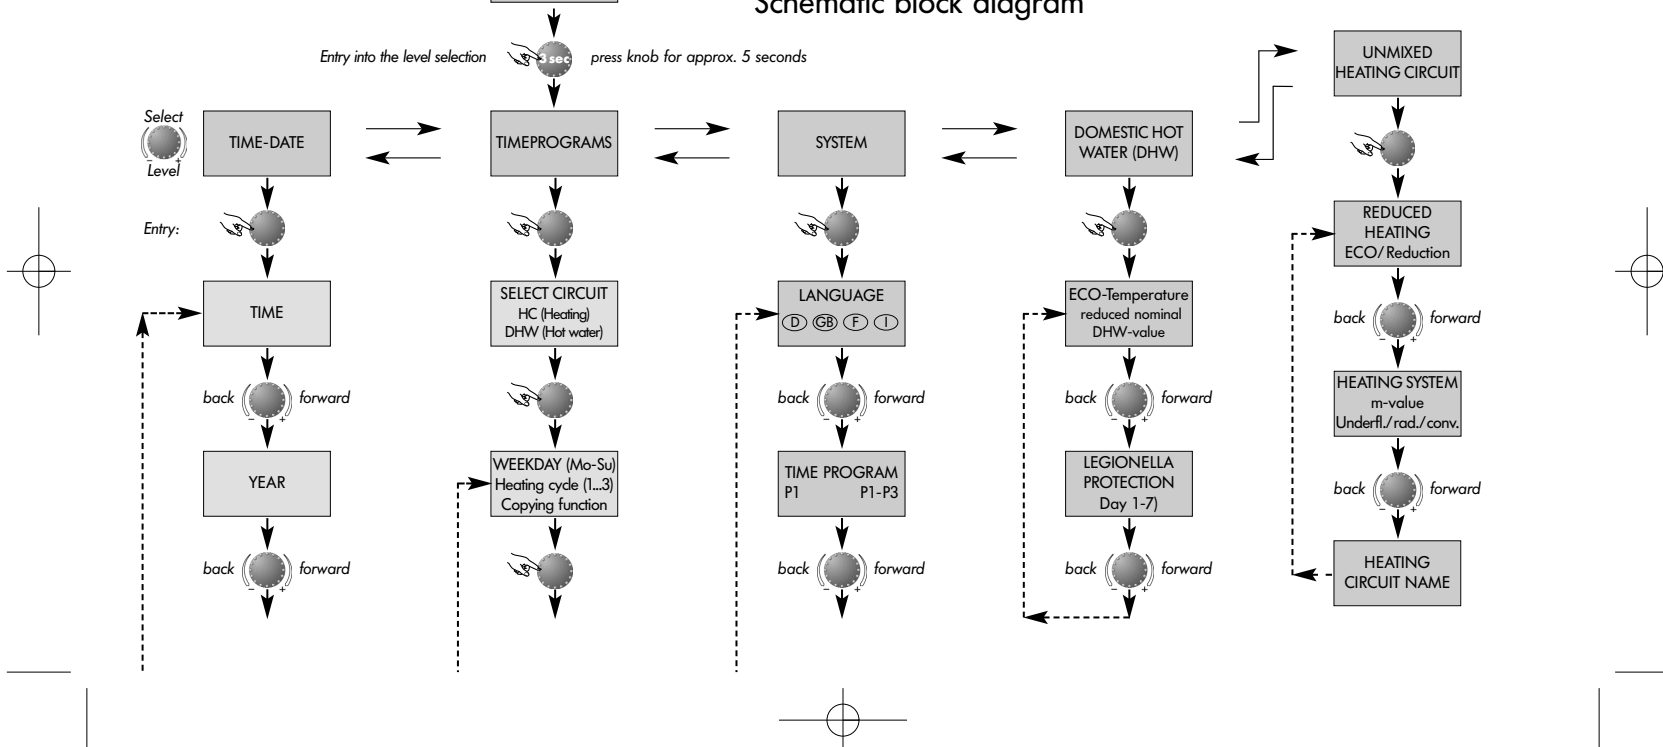 Schematic block diagram
Entry into the level selection
3 sec
press knob for approx. 5 seconds
Select
- +
Level
TIME-DATE
TIMEPROGRAMS
SYSTEM
DOMESTIC HOT
WATER (DHW)
UNMIXED
HEATING CIRCUIT
Entry:
TIME
back - + forward
YEAR
back - + forward
SELECT CIRCUIT
HC (Heating)
DHW (Hot water)
WEEKDAY (Mo-Su)
Heating cycle (1...3)
Copying function
LANGUAGE
D GB F I
back - + forward
TIME PROGRAM
P1 P1-P3
back - + forward
ECO-Temperature
reduced nominal
DHW-value
back - + forward
LEGIONELLA
PROTECTION
Day 1-7)
back - + forward
REDUCED
HEATING
ECO/Reduction
back - + forward
HEATING SYSTEM
m-value
Underfl./rad./conv.
back - + forward
HEATING
CIRCUIT NAME